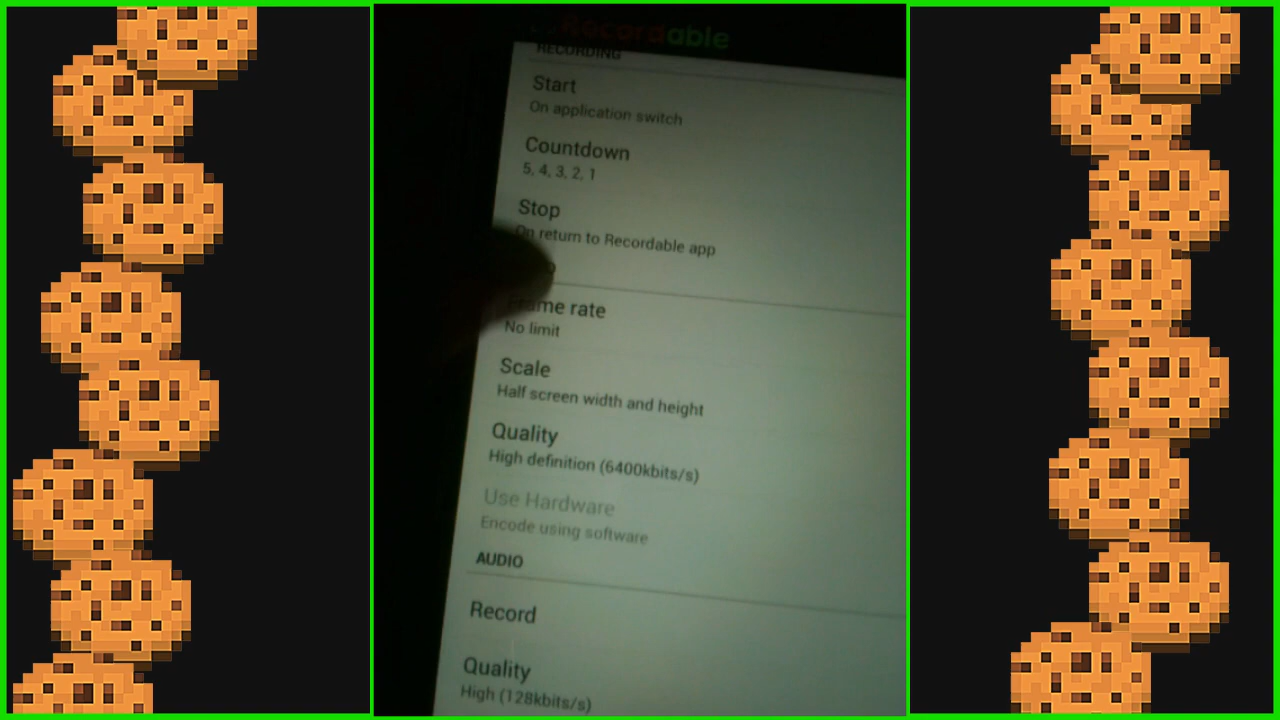 Recordable
RECORDING
Start
On application switch
Countdown
5, 4, 3, 2, 1
Stop
On return to Recordable app
Frame rate
No limit
Scale
Half screen width and height
Quality
High definition (6400kbits/s)
Use Hardware
Encode using software
AUDIO
Record
Quality
High (128kbits/s)